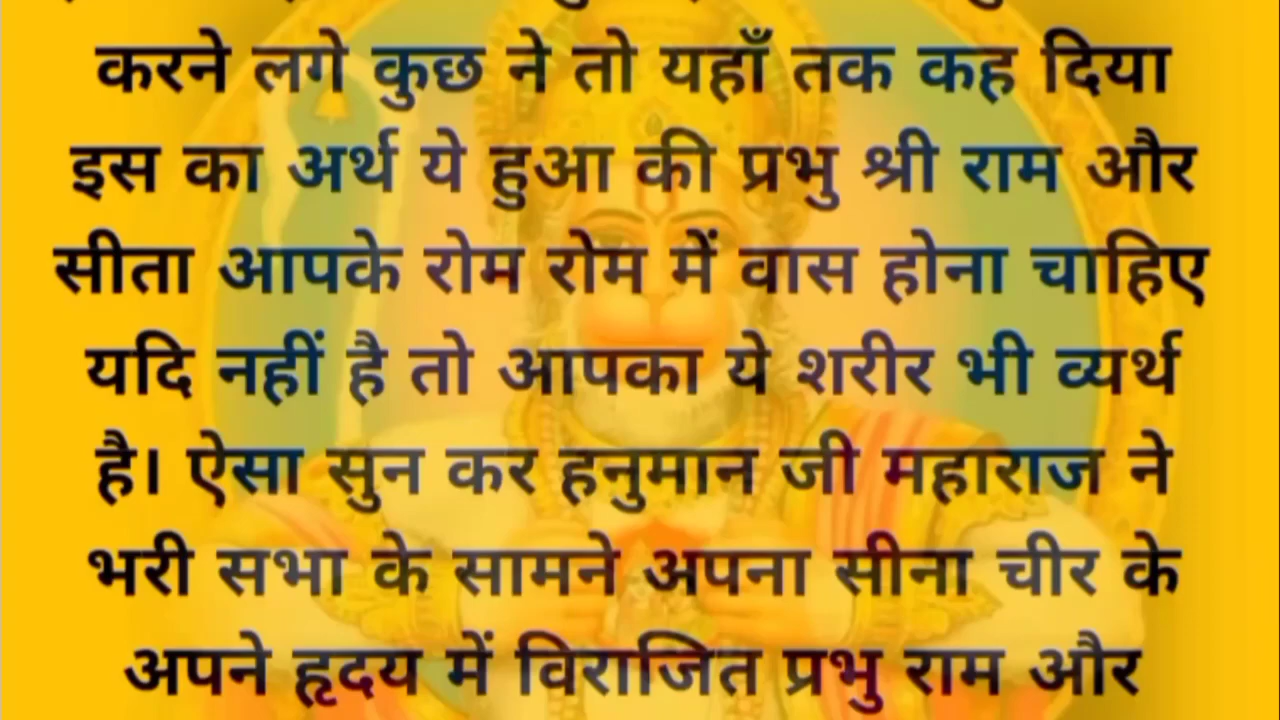 करने लगे कुछ ने तो यहाँ तक कह दिया
इस का अर्थ ये हुआ की प्रभु श्री राम और
सीता आपके रोम रोम में वास होना चाहिए
यदि नहीं है तो आपका ये शरीर भी व्यर्थ
है। ऐसा सुन कर हनुमान जी महाराज ने
भरी सभा के सामने अपना सीना चीर के
अपने हृदय में विराजित प्रभु राम और